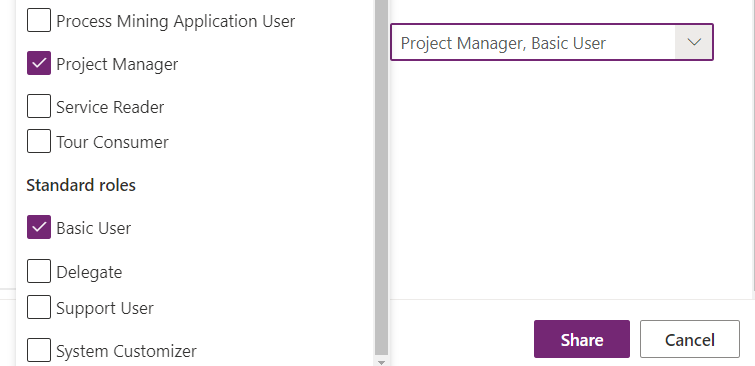 Process Mining Application User
Project Manager
Service Reader
Tour Consumer
Standard roles
Basic User
Delegate
Support User
System Customizer
Project Manager, Basic User
Share
Cancel